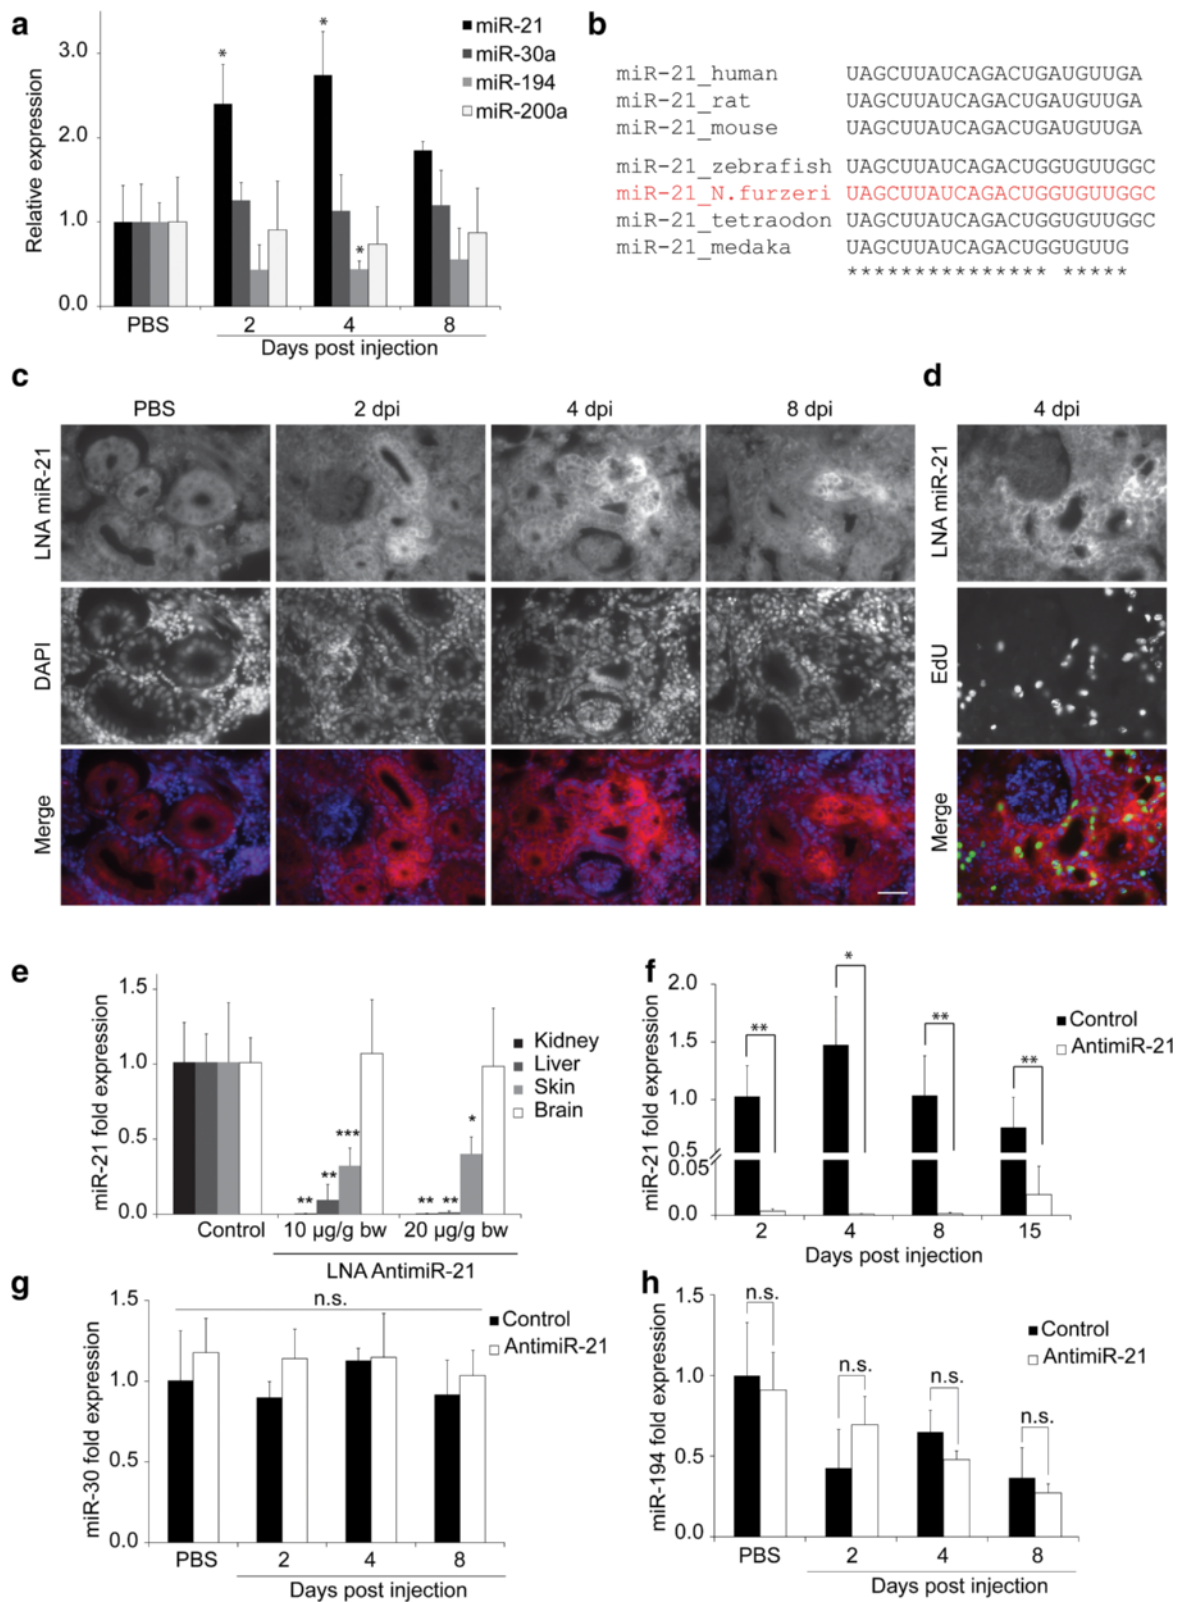 a
Relative expression
3.0
2.0
1.0
0.0
*
*
*
miR-21
miR-30a
miR-194
miR-200a
PBS 2 4 8
Days post injection
b
miR-21_human UAGCUUAUCAGACUGAUGUUGA
miR-21_rat UAGCUUAUCAGACUGAUGUUGA
miR-21_mouse UAGCUUAUCAGACUGAUGUUGA
miR-21_zebrafish UAGCUUAUCAGACUGGUGUUGGC
miR-21_N.furzeri UAGCUUAUCAGACUGGUGUUGGC
miR-21_tetraodon UAGCUUAUCAGACUGGUGUUGGC
miR-21_medaka UAGCUUAUCAGACUGGUGUUG
*************** *****
c
PBS 2 dpi 4 dpi 8 dpi
LNA miR-21
DAPI
Merge
d
4 dpi
LNA miR-21
EdU
Merge
e
miR-21 fold expression
1.5
1.0
0.5
0.0
** ** ***
** ** *
Kidney
Liver
Skin
Brain
Control 10 µg/g bw 20 µg/g bw
LNA AntimiR-21
f
miR-21 fold expression
2.0
1.5
1.0
0.5
0.05
0.0
** * ** **
Control
AntimiR-21
2 4 8 15
Days post injection
g
miR-30 fold expression
1.5
1.0
0.5
0.0
n.s.
Control
AntimiR-21
PBS 2 4 8
Days post injection
h
miR-194 fold expression
1.5
1.0
0.5
0.0
n.s. n.s. n.s. n.s.
Control
AntimiR-21
PBS 2 4 8
Days post injection